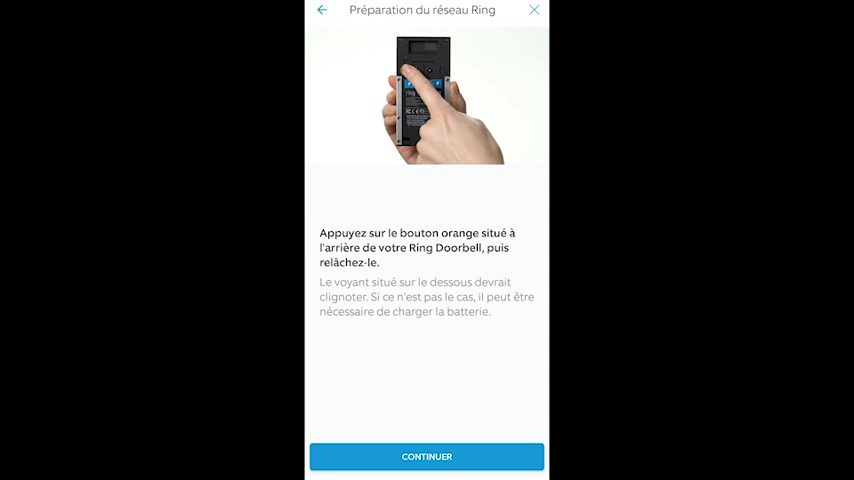 Préparation du réseau Ring
ring
Appuyez sur le bouton orange situé à
l'arrière de votre Ring Doorbell, puis
relâchez-le.
Le voyant situé sur le dessous devrait
clignoter. Si ce n'est pas le cas, il peut être
nécessaire de charger la batterie.
CONTINUER